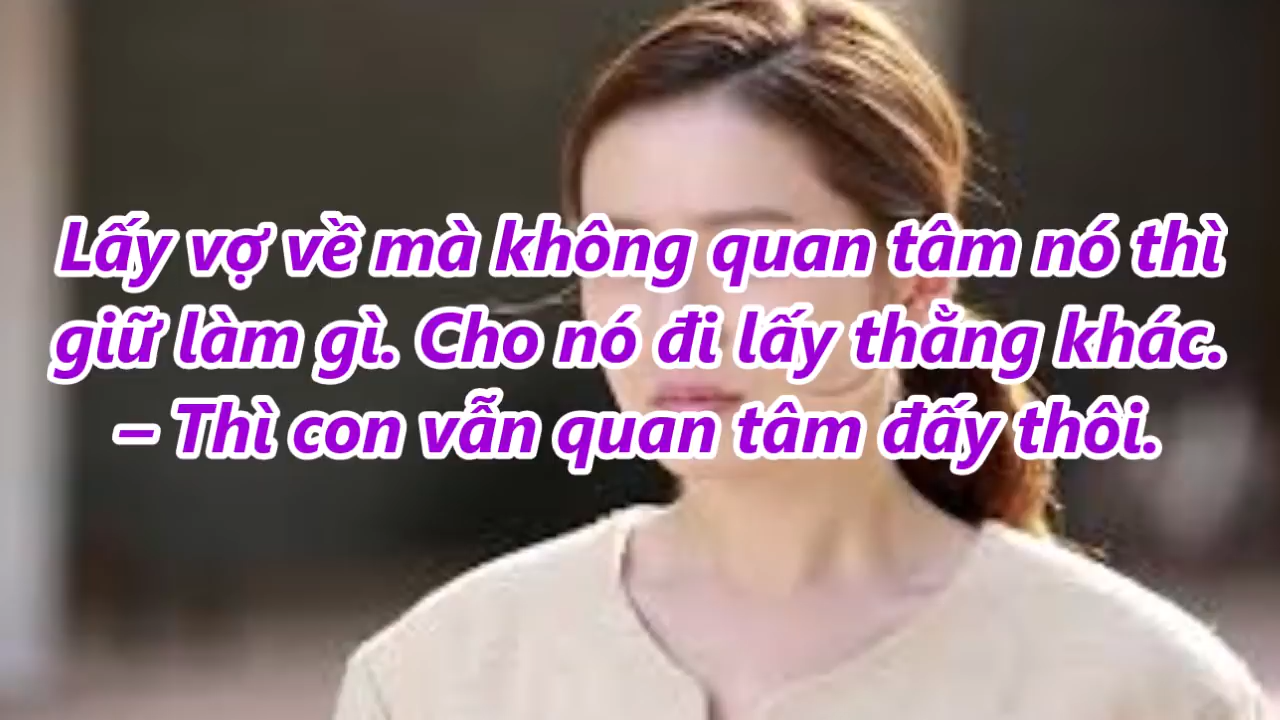 Lấy vợ về mà không quan tâm nó thì
giữ làm gì. Cho nó đi lấy thằng khác.
– Thì con vẫn quan tâm đấy thôi.